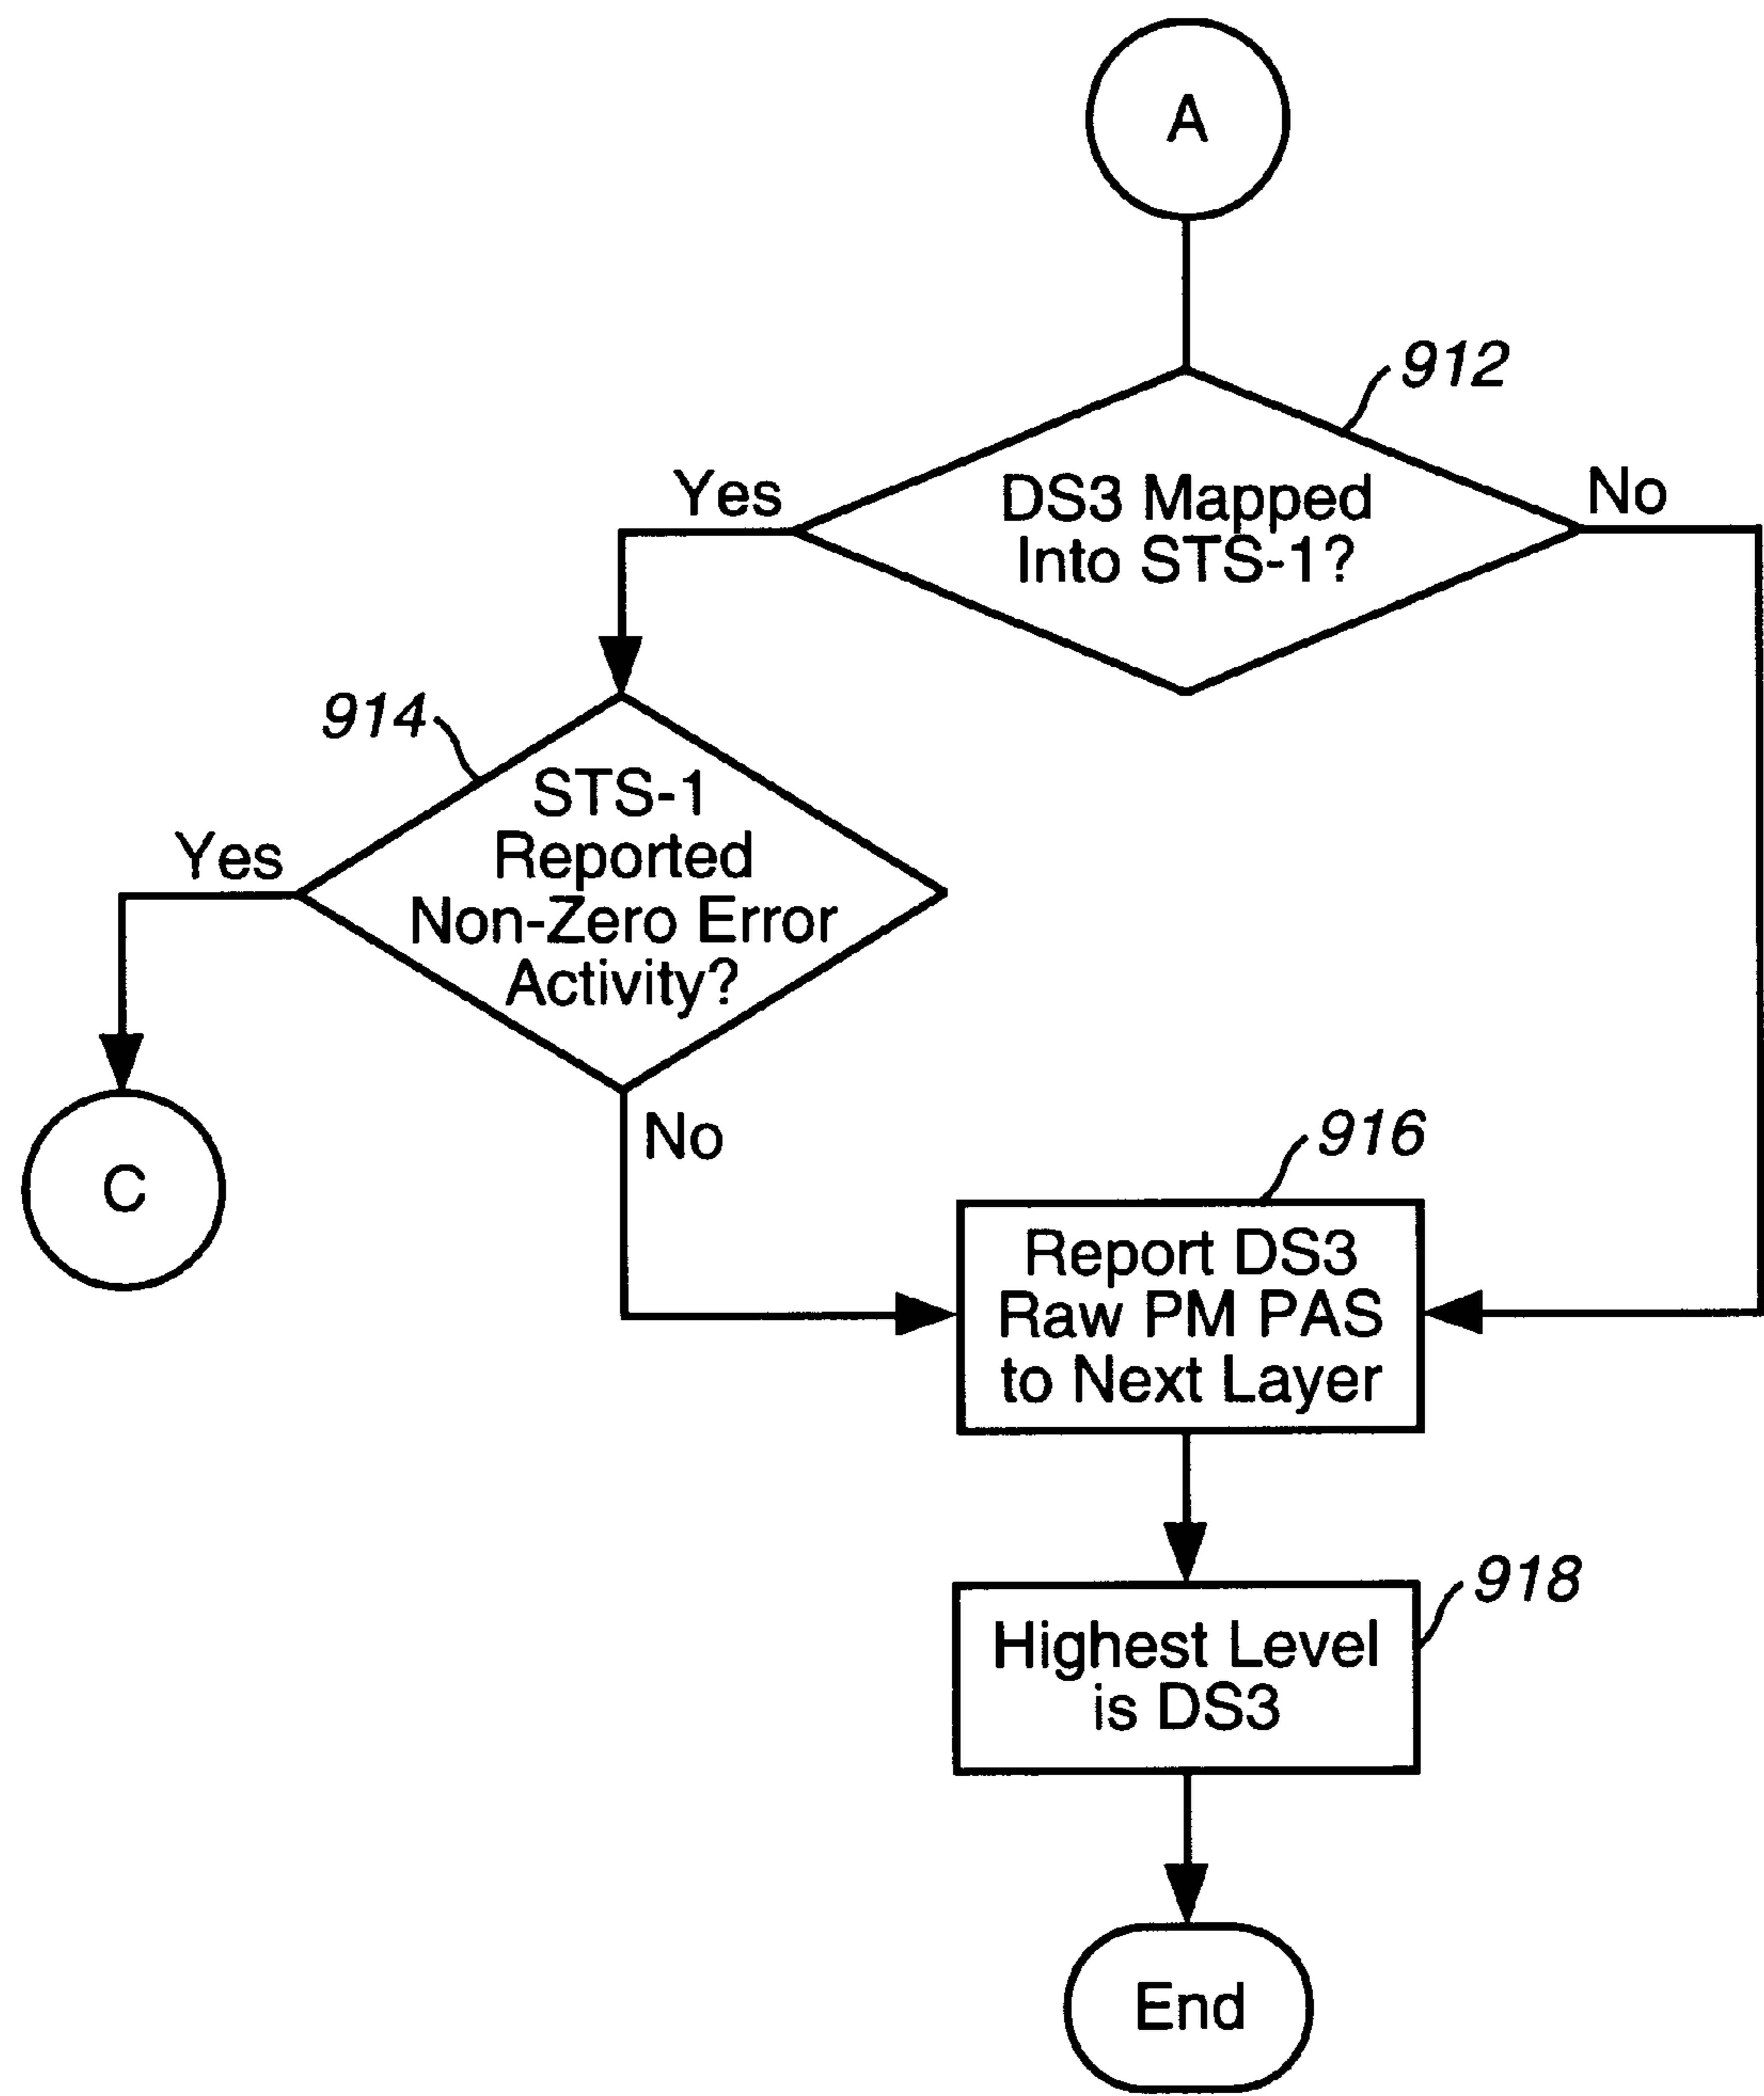 A
912
DS3 Mapped
Into STS-1?
Yes
No
914
STS-1
Reported
Non-Zero Error
Activity?
Yes
No
C
916
Report DS3
Raw PM PAS
to Next Layer
918
Highest Level
is DS3
End